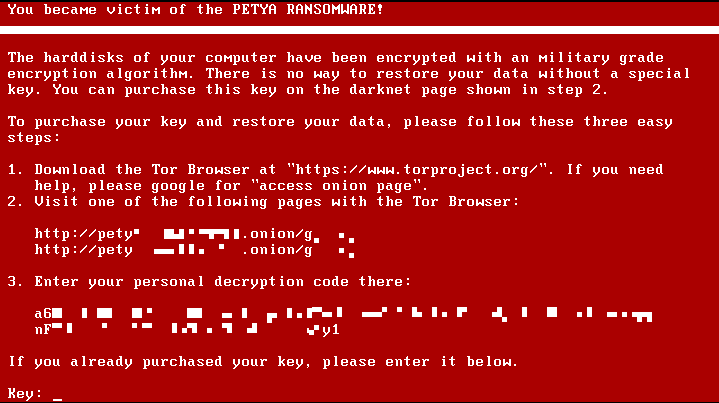 You became victim of the PETYA RANSOMWARE!
The harddisks of your computer have been encrypted with an military grade
encryption algorithm. There is no way to restore your data without a special
key. You can purchase this key on the darknet page shown in step 2.
To purchase your key and restore your data, please follow these three easy
steps:
1. Download the Tor Browser at "https://www.torproject.org/". If you need
help, please google for "access onion page".
2. Visit one of the following pages with the Tor Browser:
http://pety .onion/g
http://pety .onion/g
3. Enter your personal decryption code there:
a6
nF y1
If you already purchased your key, please enter it below.
Key: _